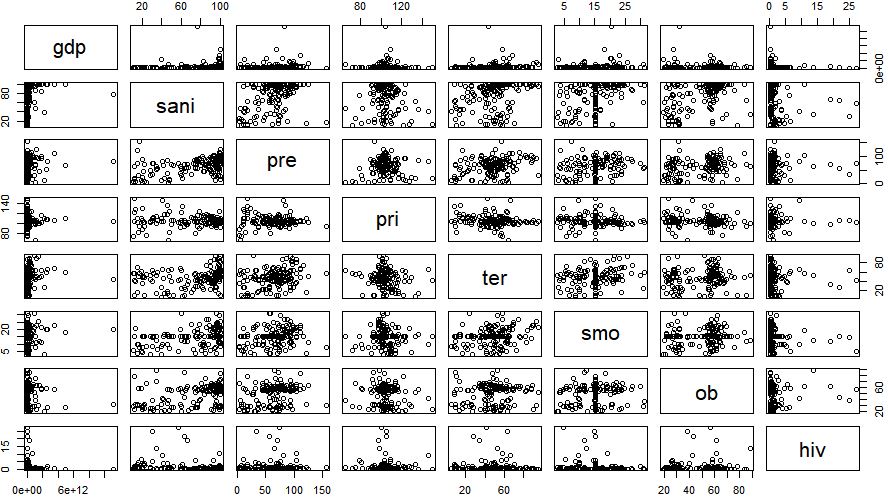 20 60 100
80 120
5 15 25
0 5 15 25
gdp
0e+00
20 80
sani
pre
0 100
80 140
pri
ter
20 80
5 20
smo
ob
20 60
0 15
hiv
0e+00 6e+12
0 50 100 150
20 60
20 40 60 80